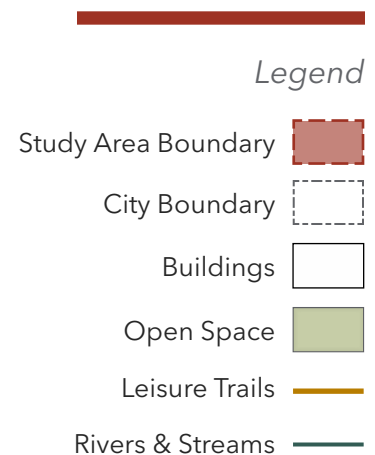 Legend
Study Area Boundary
City Boundary
Buildings
Open Space
Leisure Trails
Rivers & Streams